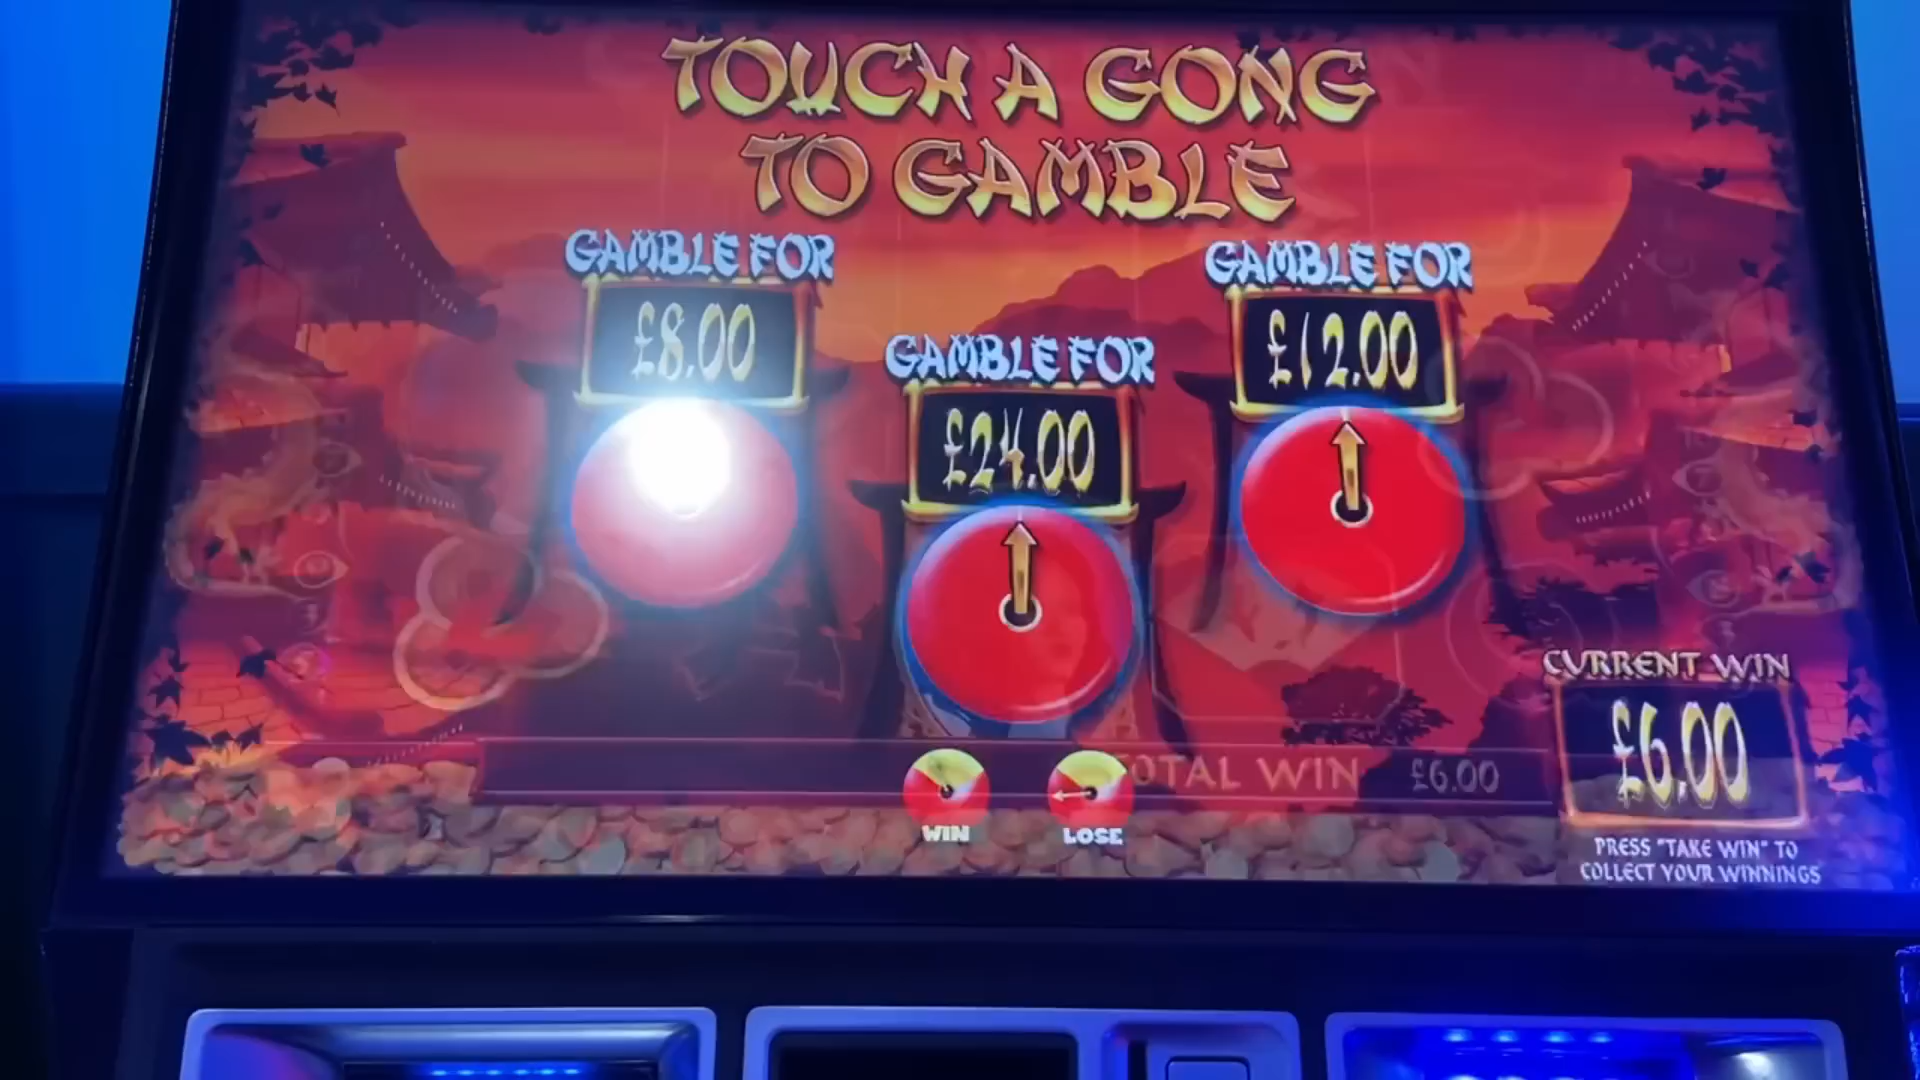 TOUCH A GONG
TO GAMBLE
GAMBLE FOR
£8.00
GAMBLE FOR
£24.00
GAMBLE FOR
£12.00
CURRENT WIN
£6.00
TOTAL WIN £6.00
WIN
LOSE
PRESS "TAKE WIN" TO
COLLECT YOUR WINNINGS